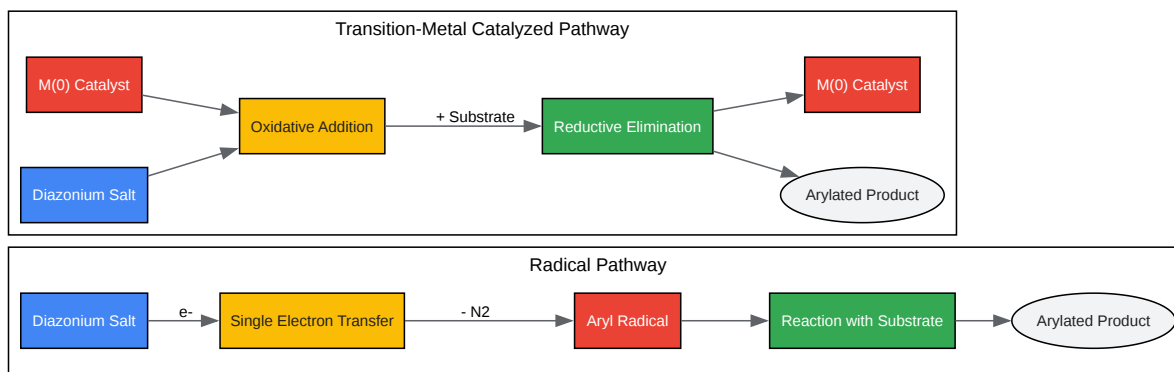 Transition-Metal Catalyzed Pathway
M(0) Catalyst
M(0) Catalyst
Oxidative Addition
+ Substrate
Reductive Elimination
Diazonium Salt
Arylated Product
Radical Pathway
Diazonium Salt
e-
Single Electron Transfer
- N2
Aryl Radical
Reaction with Substrate
Arylated Product